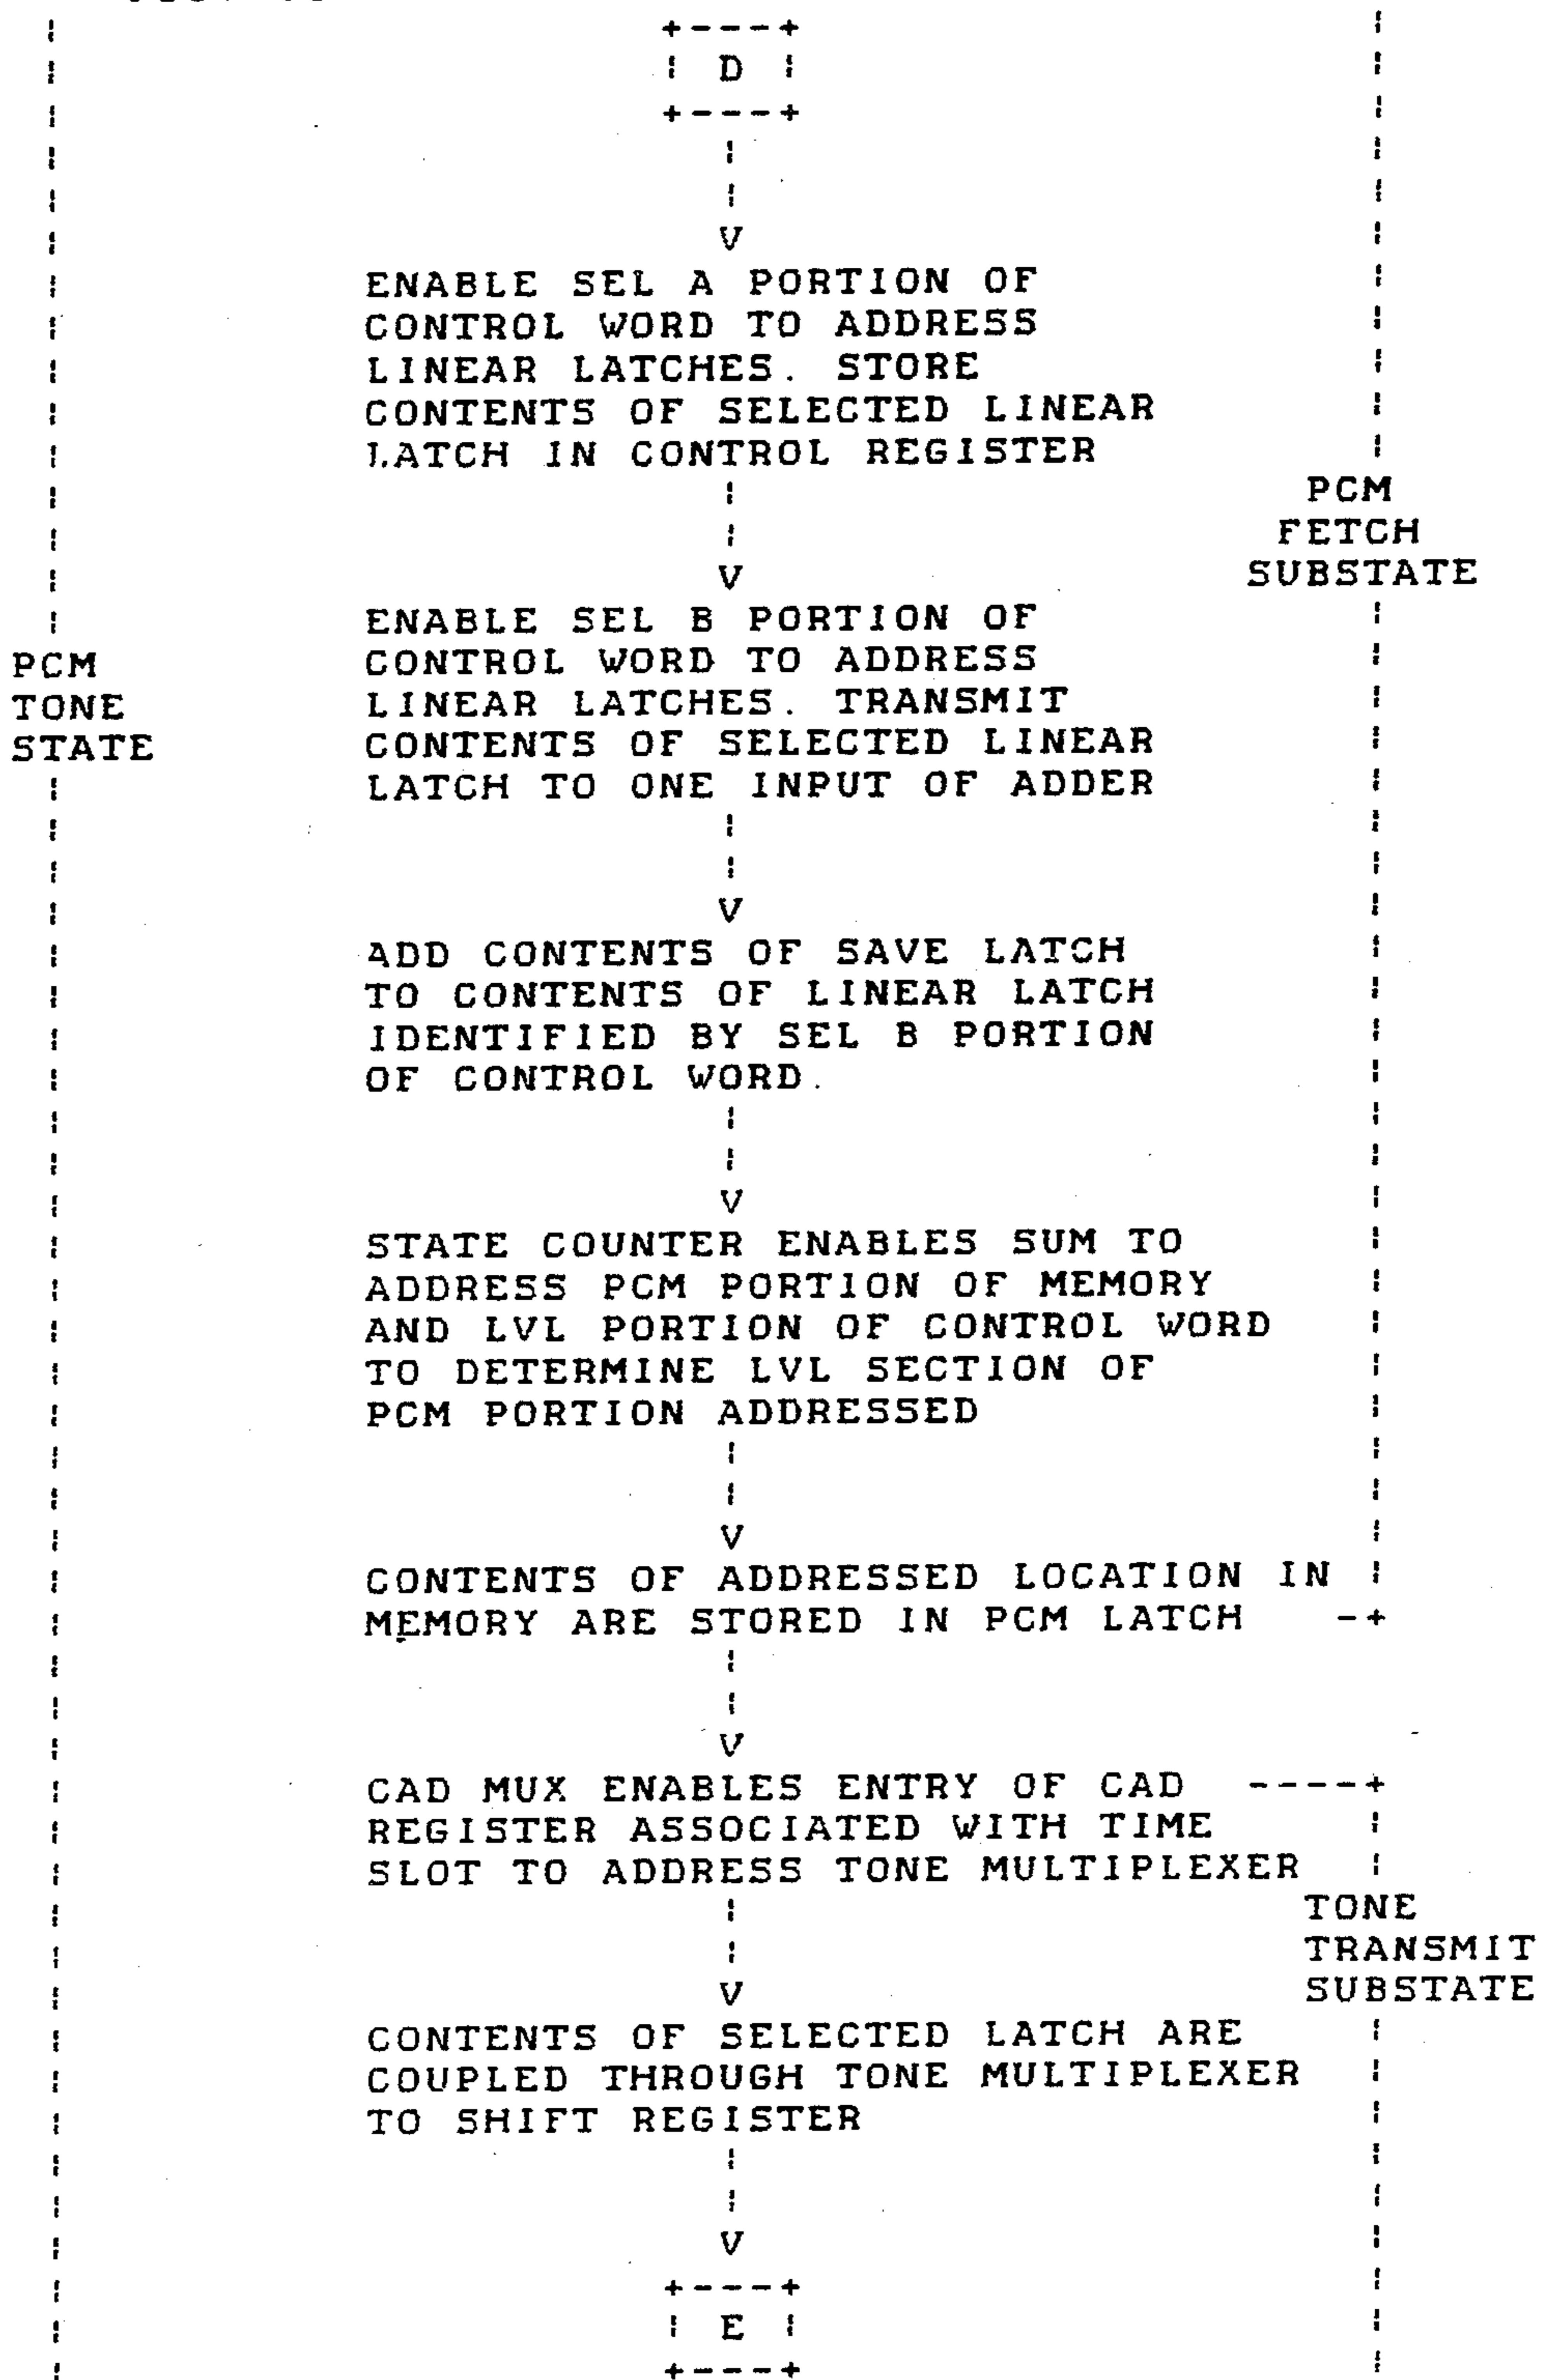 D
ENABLE SEL A PORTION OF
CONTROL WORD TO ADDRESS
LINEAR LATCHES. STORE
CONTENTS OF SELECTED LINEAR
LATCH IN CONTROL REGISTER
PCM
FETCH
SUBSTATE
ENABLE SEL B PORTION OF
CONTROL WORD TO ADDRESS
LINEAR LATCHES. TRANSMIT
CONTENTS OF SELECTED LINEAR
LATCH TO ONE INPUT OF ADDER
PCM
TONE
STATE
ADD CONTENTS OF SAVE LATCH
TO CONTENTS OF LINEAR LATCH
IDENTIFIED BY SEL B PORTION
OF CONTROL WORD.
STATE COUNTER ENABLES SUM TO
ADDRESS PCM PORTION OF MEMORY
AND LVL PORTION OF CONTROL WORD
TO DETERMINE LVL SECTION OF
PCM PORTION ADDRESSED
CONTENTS OF ADDRESSED LOCATION IN
MEMORY ARE STORED IN PCM LATCH
CAD MUX ENABLES ENTRY OF CAD
REGISTER ASSOCIATED WITH TIME
SLOT TO ADDRESS TONE MULTIPLEXER
TONE
TRANSMIT
SUBSTATE
CONTENTS OF SELECTED LATCH ARE
COUPLED THROUGH TONE MULTIPLEXER
TO SHIFT REGISTER
E